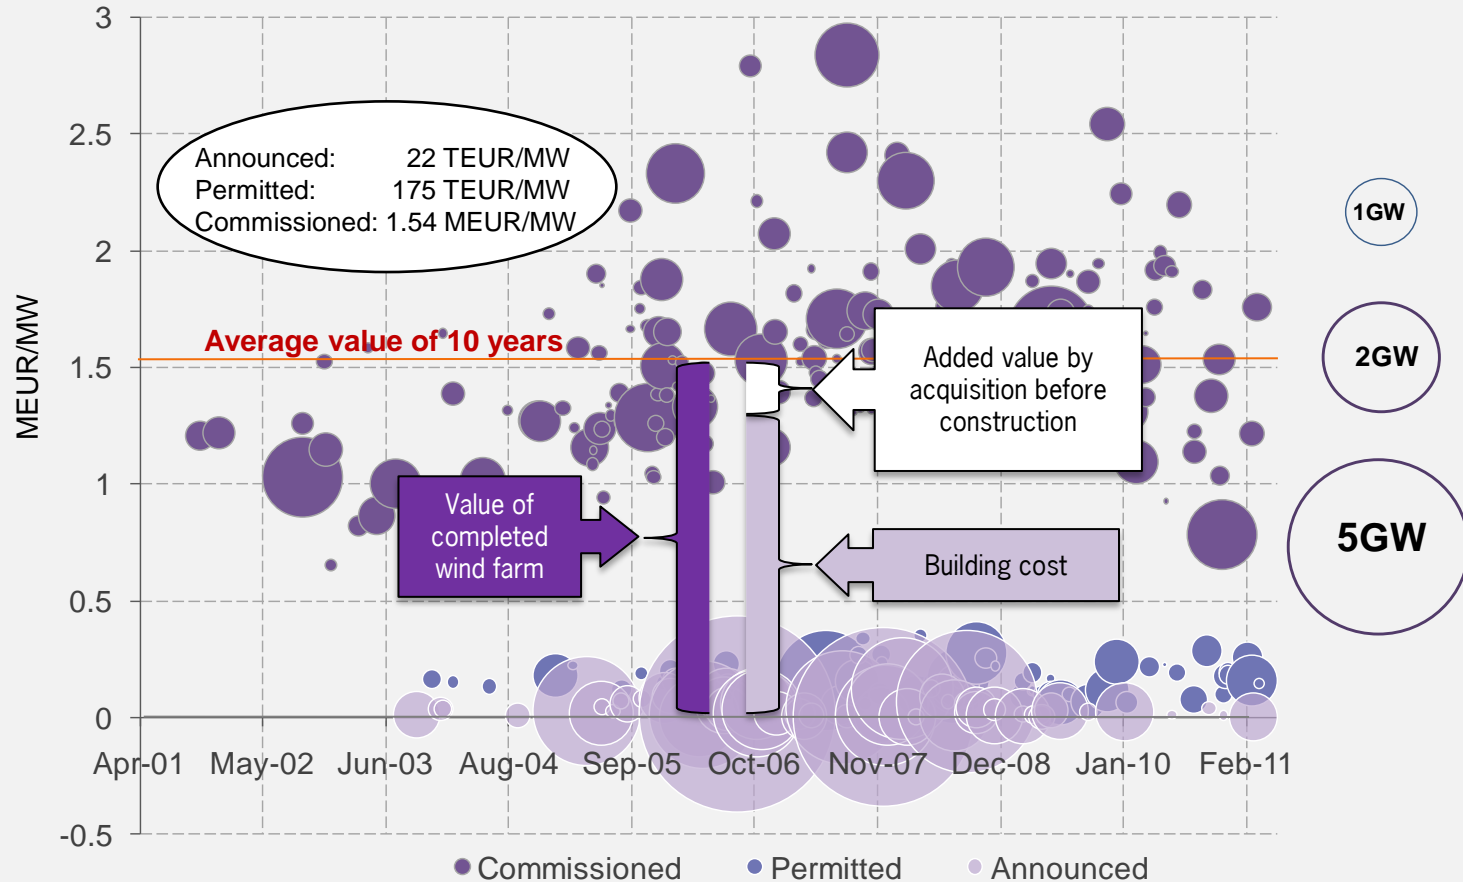 3
2.5
2
1.5
1
0.5
0
-0.5
MEUR/MW
Announced: 22 TEUR/MW
Permitted: 175 TEUR/MW
Commissioned: 1.54 MEUR/MW
Average value of 10 years
Added value by
acquisition before
construction
Value of
completed
wind farm
Building cost
1GW
2GW
5GW
Apr-01 May-02 Jun-03 Aug-04 Sep-05 Oct-06 Nov-07 Dec-08 Jan-10 Feb-11
Commissioned Permitted Announced